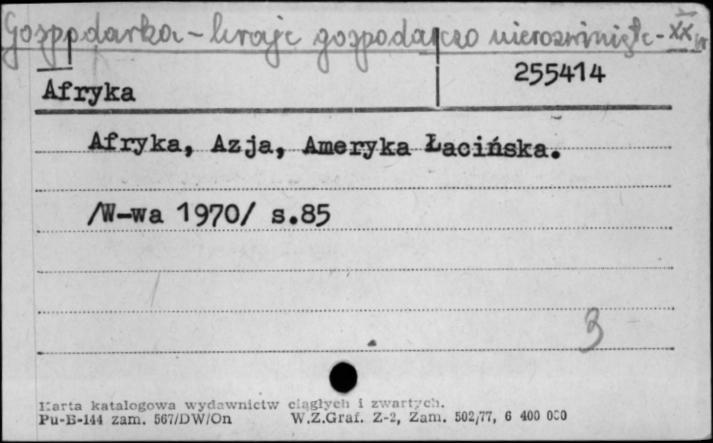 Gospodarka - kraje gospodarczo nierozwinięte - XX w
255414
Afryka
Afryka, Azja, Ameryka Łacińska.
/W-wa 1970/ s.85
3
Karta katalogowa wydawnictw ciągłych i zwartych.
Pu-B-144 zam. 567/DW/On W.Z.Graf. Z-2, Zam. 502/77, 6 400 000